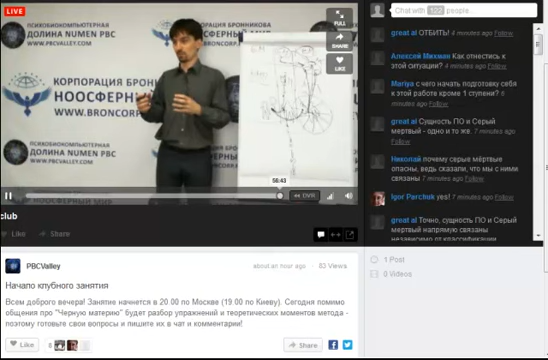 LIVE
ПСИХОБИОКОМПЬЮТЕРНАЯ
ДОЛИНА NUMEN PBC
WWW.PBCVALLEY.COM
КОРПОРАЦИЯ БРОННИКОВА
НООСФЕРНЫЙ
WWW.BRONCORP.COM
ПСИХОБИОКОМПЬЮТЕРНАЯ
ДОЛИНА NUMEN PBC
WWW.PBCVALLEY.COM
FULL
SHARE
LIKE
56:43
DVR
club
Like
Share
PBCValley
about an hour ago
83 Views
Начало клубного занятия
Всем доброго вечера! Занятие начнется в 20.00 по Москве (19.00 по Киеву). Сегодня помимо
общения про "Черную материю" будет разбор упражнений и теоретических моментов метода -
поэтому готовьте свои вопросы и пишите их в чат и комментарии!
Like
6
Share
Chat with
people
great al ОТБИТЬ! 4 minutes ago Follow
Алексей Михман Как отнестись к
этой ситуации? 4 minutes ago Follow
Mariya с чего начать подготовку себя
к этой работе кроме 1 ступени? 6
minutes ago Follow
great al Сущность ПО и Серый
мертвый - одно и то же. 7 minutes ago
Follow
Николай почему серые мёртвые
опасны, ведь сказали, что мы с ними
связаны 7 minutes ago Follow
Igor Parchuk yes! 7 minutes ago
Follow
great al Точно, сущность ПО и Серый
мертвый напрямую связаны
независимо от классификации
1 Post
0 Videos